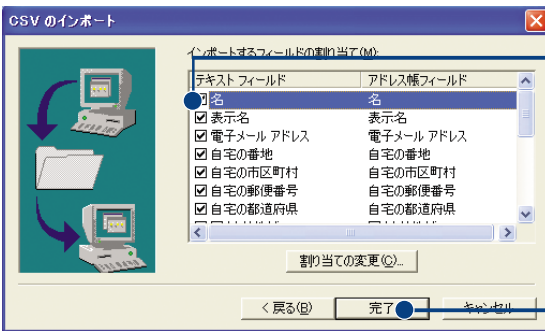 CSV のインポート
インポートするフィールドの割り当て(M):
テキスト フィールド アドレス帳フィールド
名 名
表示名 表示名
電子メール アドレス 電子メール アドレス
自宅の番地 自宅の番地
自宅の市区町村 自宅の市区町村
自宅の郵便番号 自宅の郵便番号
自宅の都道府県 自宅の都道府県
割り当ての変更(C)...
< 戻る(B) 完了 キャンセル